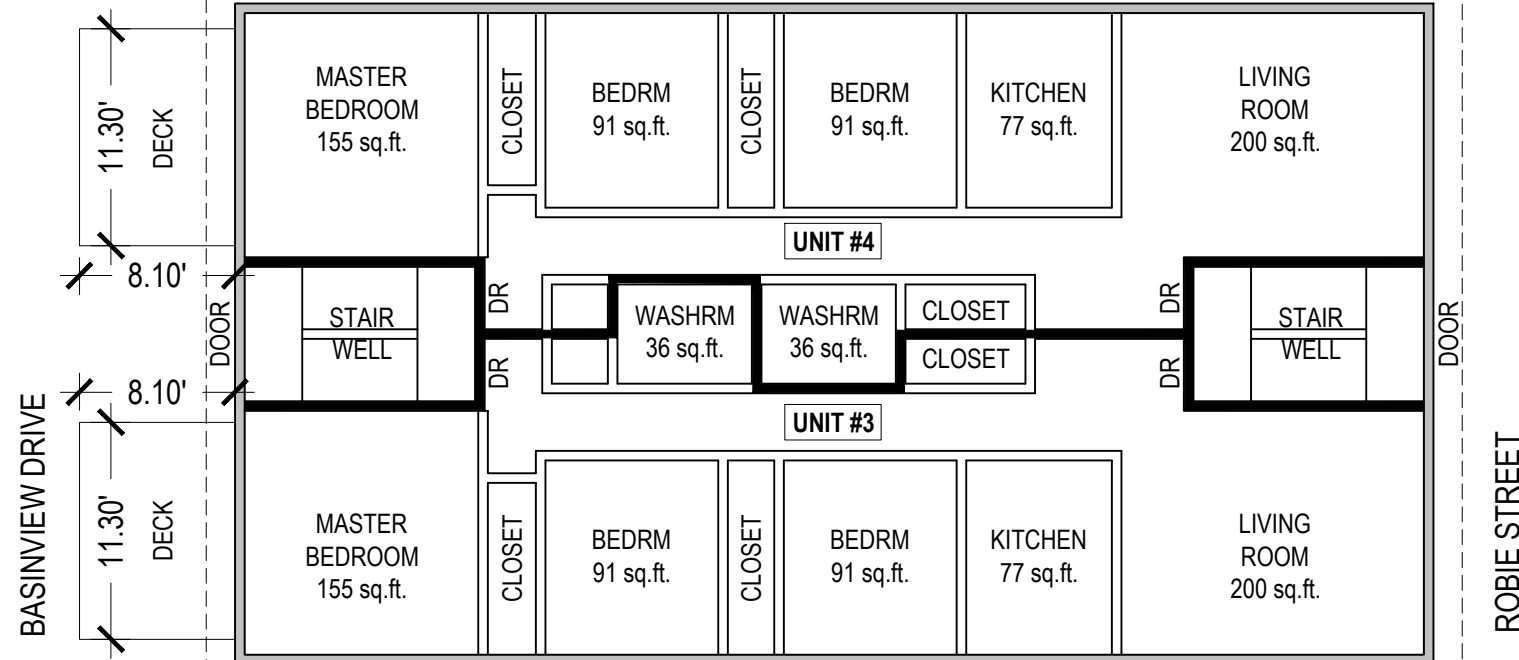 MASTER
BEDROOM
155 sq.ft.
CLOSET
BEDRM
91 sq.ft.
CLOSET
BEDRM
91 sq.ft.
KITCHEN
77 sq.ft.
LIVING
ROOM
200 sq.ft.
11.30'
DECK
UNIT #4
8.10'
DOOR
STAIR
WELL
DR
DR
WASHRM
36 sq.ft.
WASHRM
36 sq.ft.
CLOSET
CLOSET
DR
DR
STAIR
WELL
DOOR
8.10'
UNIT #3
BASINVIEW DRIVE
11.30'
DECK
MASTER
BEDROOM
155 sq.ft.
CLOSET
BEDRM
91 sq.ft.
CLOSET
BEDRM
91 sq.ft.
KITCHEN
77 sq.ft.
LIVING
ROOM
200 sq.ft.
ROBIE STREET